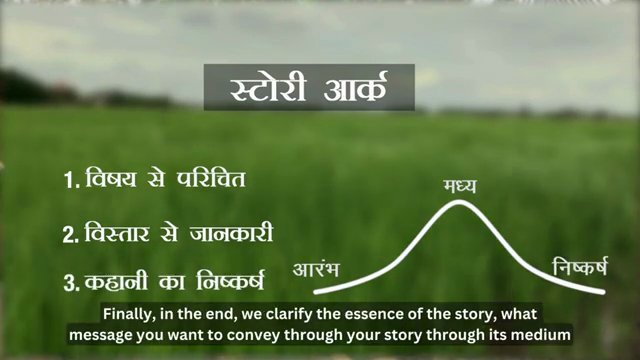 स्टोरी आर्क
1. विषय से परिचित
2. विस्तार से जानकारी
3. कहानी का निष्कर्ष
मध्य
आरंभ
निष्कर्ष
Finally, in the end, we clarify the essence of the story, what
message you want to convey through your story through its medium